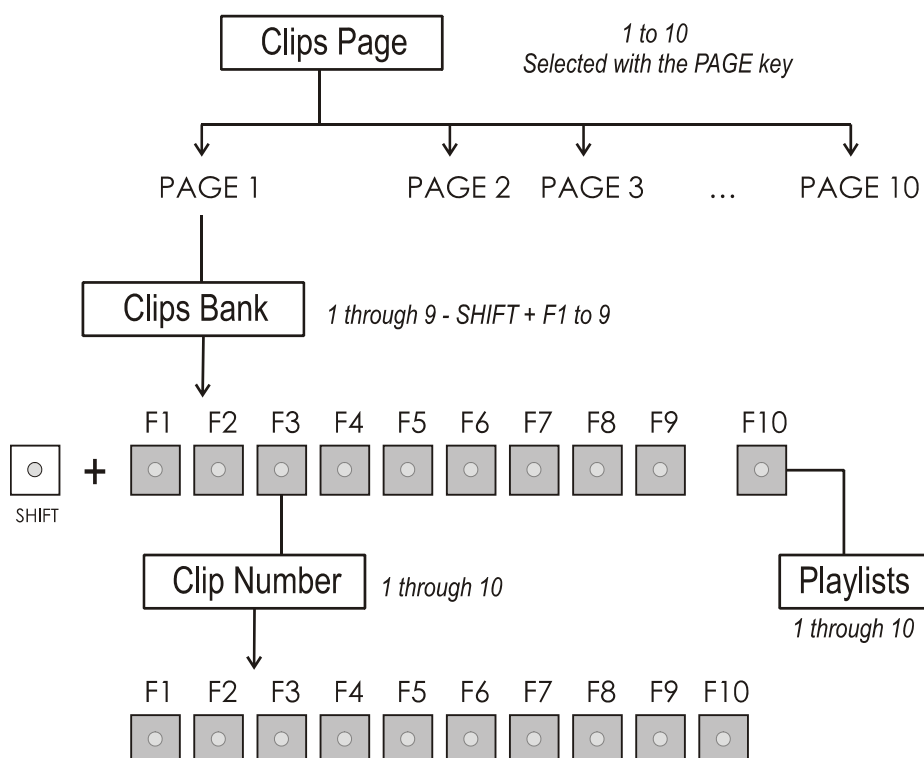 Clips Page
1 to 10
Selected with the PAGE key
PAGE 1
PAGE 2
PAGE 3
...
PAGE 10
Clips Bank
1 through 9 - SHIFT + F1 to 9
F1 F2 F3 F4 F5 F6 F7 F8 F9 F10
+
SHIFT
Clip Number
1 through 10
Playlists
1 through 10
F1 F2 F3 F4 F5 F6 F7 F8 F9 F10